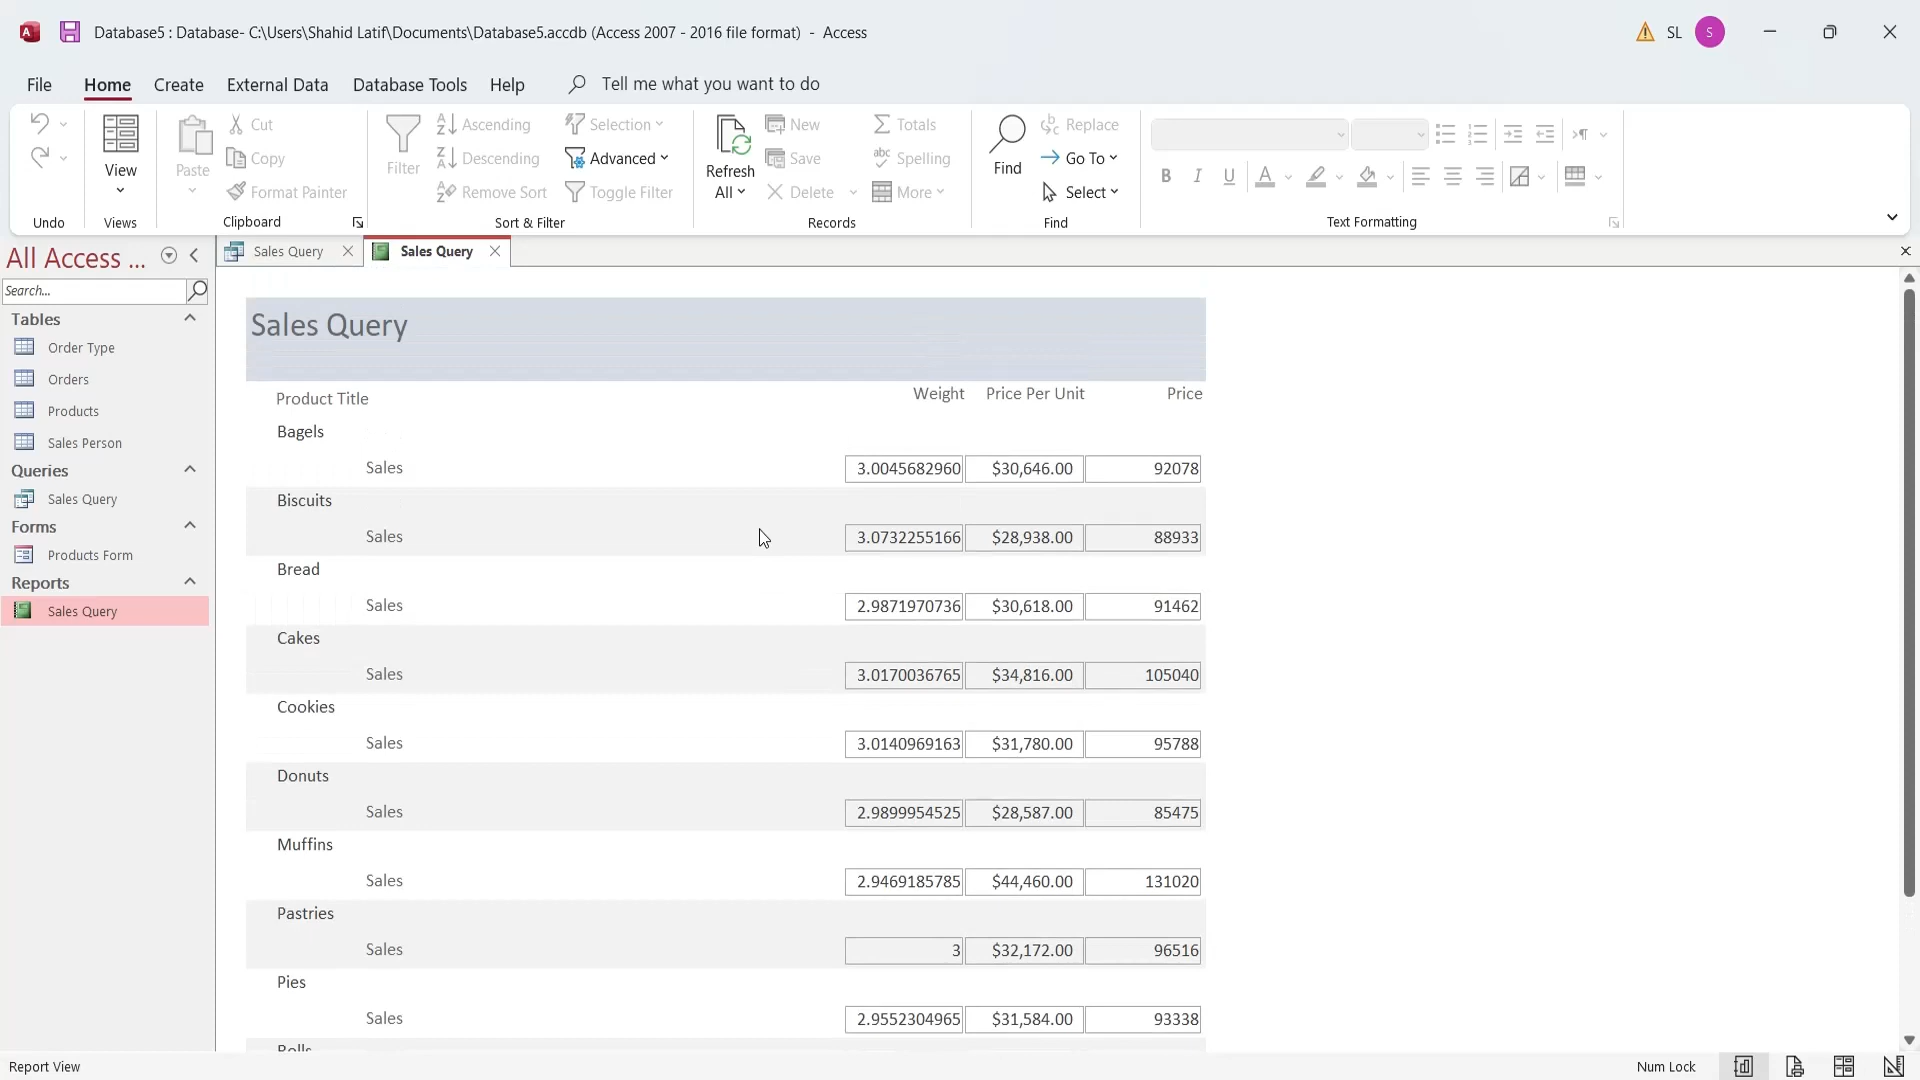 Database5 : Database- C:\Users\Shahid Latif\Documents\Database5.accdb (Access 2007 - 2016 file format) - Access
SL S
File Home Create External Data Database Tools Help Tell me what you want to do
Undo
View
Views
Paste
Cut
Copy
Format Painter
Clipboard
Filter
Ascending
Descending
Remove Sort
Selection
Advanced
Toggle Filter
Sort & Filter
Refresh
All
New
Save
Delete
Totals
Spelling
More
Records
Find
Replace
Go To
Select
Find
B I U A
Text Formatting
All Access ...
Search...
Tables
Order Type
Orders
Products
Sales Person
Queries
Sales Query
Forms
Products Form
Reports
Sales Query
Sales Query Sales Query
Sales Query
Product Title Weight Price Per Unit Price
Bagels
Sales 3.0045682960 $30,646.00 92078
Biscuits
Sales 3.0732255166 $28,938.00 88933
Bread
Sales 2.9871970736 $30,618.00 91462
Cakes
Sales 3.0170036765 $34,816.00 105040
Cookies
Sales 3.0140969163 $31,780.00 95788
Donuts
Sales 2.9899954525 $28,587.00 85475
Muffins
Sales 2.9469185785 $44,460.00 131020
Pastries
Sales 3 $32,172.00 96516
Pies
Sales 2.9552304965 $31,584.00 93338
Rolls
Report View Num Lock